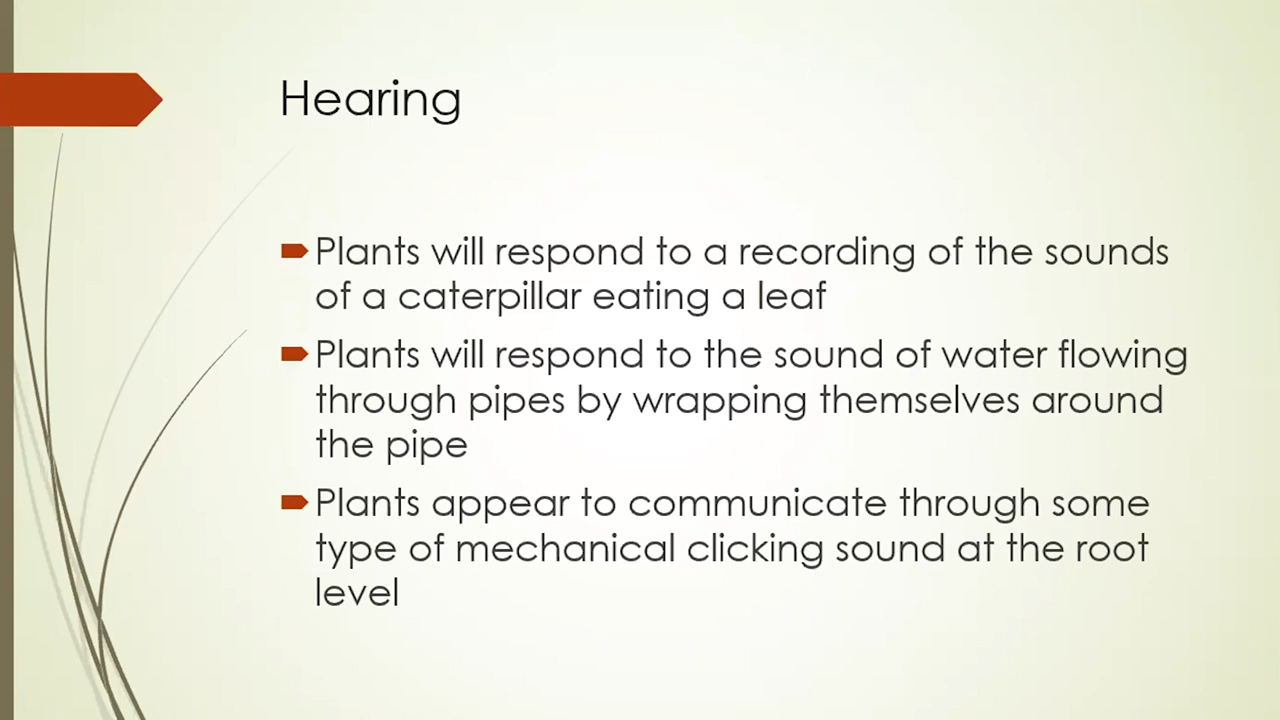 Hearing
Plants will respond to a recording of the sounds
of a caterpillar eating a leaf
Plants will respond to the sound of water flowing
through pipes by wrapping themselves around
the pipe
Plants appear to communicate through some
type of mechanical clicking sound at the root
level